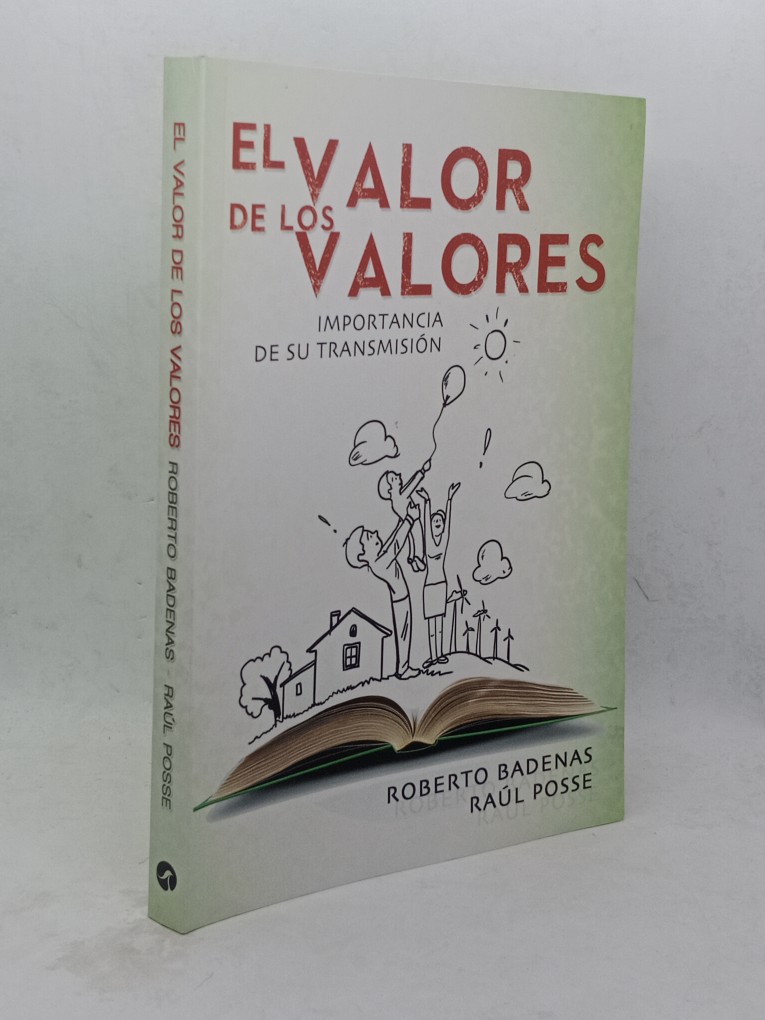 EL VALOR
DE LOS
VALORES
IMPORTANCIA
DE SU TRANSMISIÓN
ROBERTO BADENAS
RAÚL POSSE
EL VALOR DE LOS VALORES ROBERTO BADENAS - RAÚL POSSE